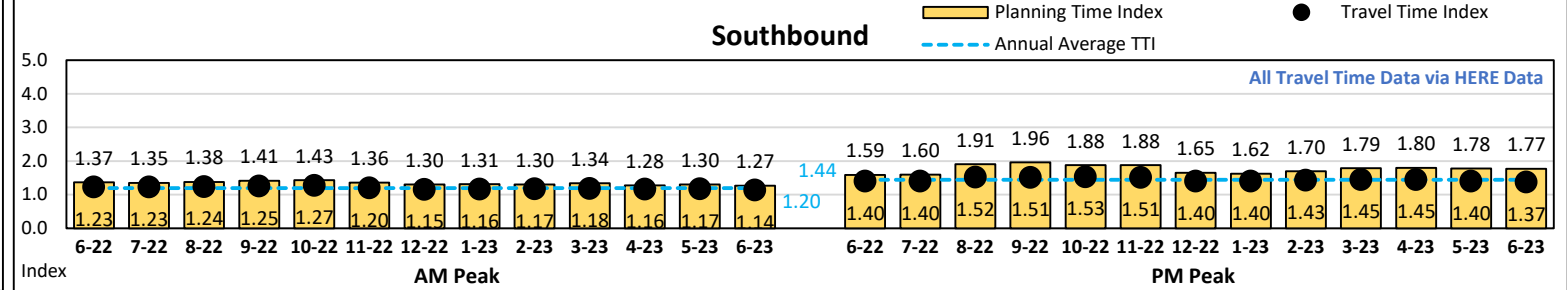 Planning Time Index
Travel Time Index
Southbound
Annual Average TTI
5.0
All Travel Time Data via HERE Data
4.0
3.0
2.0
1.0
0.0
1.37 1.35 1.38 1.41 1.43 1.36 1.30 1.31 1.30 1.34 1.28 1.30 1.27
1.44
1.59 1.60 1.91 1.96 1.88 1.88 1.65 1.62 1.70 1.79 1.80 1.78 1.77
1.20
1.23 1.23 1.24 1.25 1.27 1.20 1.15 1.16 1.17 1.18 1.16 1.17 1.14
1.40 1.40 1.52 1.51 1.53 1.51 1.40 1.40 1.43 1.45 1.45 1.40 1.37
6-22 7-22 8-22 9-22 10-22 11-22 12-22 1-23 2-23 3-23 4-23 5-23 6-23
6-22 7-22 8-22 9-22 10-22 11-22 12-22 1-23 2-23 3-23 4-23 5-23 6-23
Index
AM Peak
PM Peak